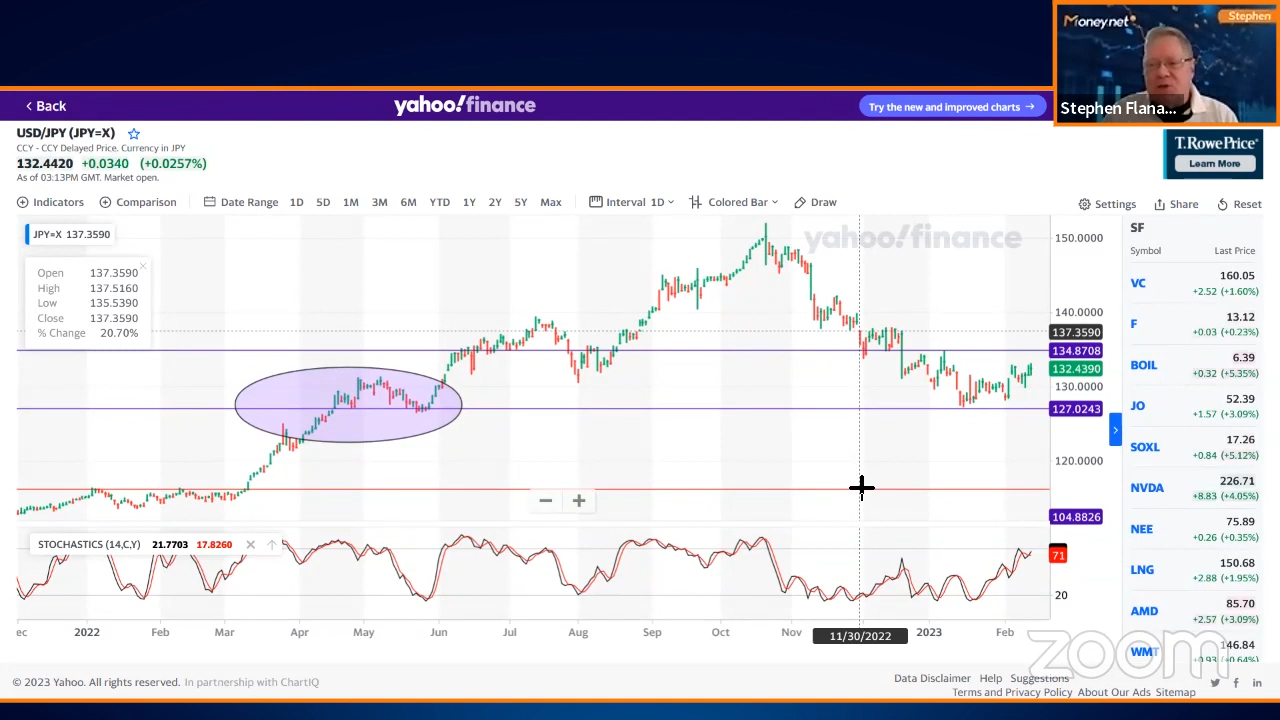 Money.net
Stephen
Stephen Flana...
Back
yahoo!finance
Try the new and improved charts →
USD/JPY (JPY=X)
CCY - CCY Delayed Price. Currency in JPY
132.4420 +0.0340 (+0.0257%)
As of 03:13PM GMT. Market open.
T.RowePrice
Learn More
Indicators Comparison Date Range 1D 5D 1M 3M 6M YTD 1Y 2Y 5Y Max Interval 1D Colored Bar Draw Settings Share Reset
JPY=X 137.3590
Open 137.3590
High 137.5160
Low 135.5390
Close 137.3590
% Change 20.70%
yahoo!finance
150.0000
140.0000
137.3590
134.8708
132.4390
130.0000
127.0243
120.0000
104.8826
STOCHASTICS (14,C,Y) 21.7703 17.8260
71
20
ec 2022 Feb Mar Apr May Jun Jul Aug Sep Oct Nov 11/30/2022 2023 Feb
SF
Symbol Last Price
VC 160.05
+2.52 (+1.60%)
F 13.12
+0.03 (+0.23%)
BOIL 6.39
+0.32 (+5.35%)
JO 52.39
+1.57 (+3.09%)
SOXL 17.26
+0.84 (+5.12%)
NVDA 226.71
+8.83 (+4.05%)
NEE 75.89
+0.26 (+0.35%)
LNG 150.68
+2.88 (+1.95%)
AMD 85.70
+2.57 (+3.09%)
WMT 146.84
+0.93 (+0.64%)
zoom
© 2023 Yahoo. All rights reserved. In partnership with ChartIQ
Data Disclaimer Help Suggestions
Terms and Privacy Policy About Our Ads Sitemap